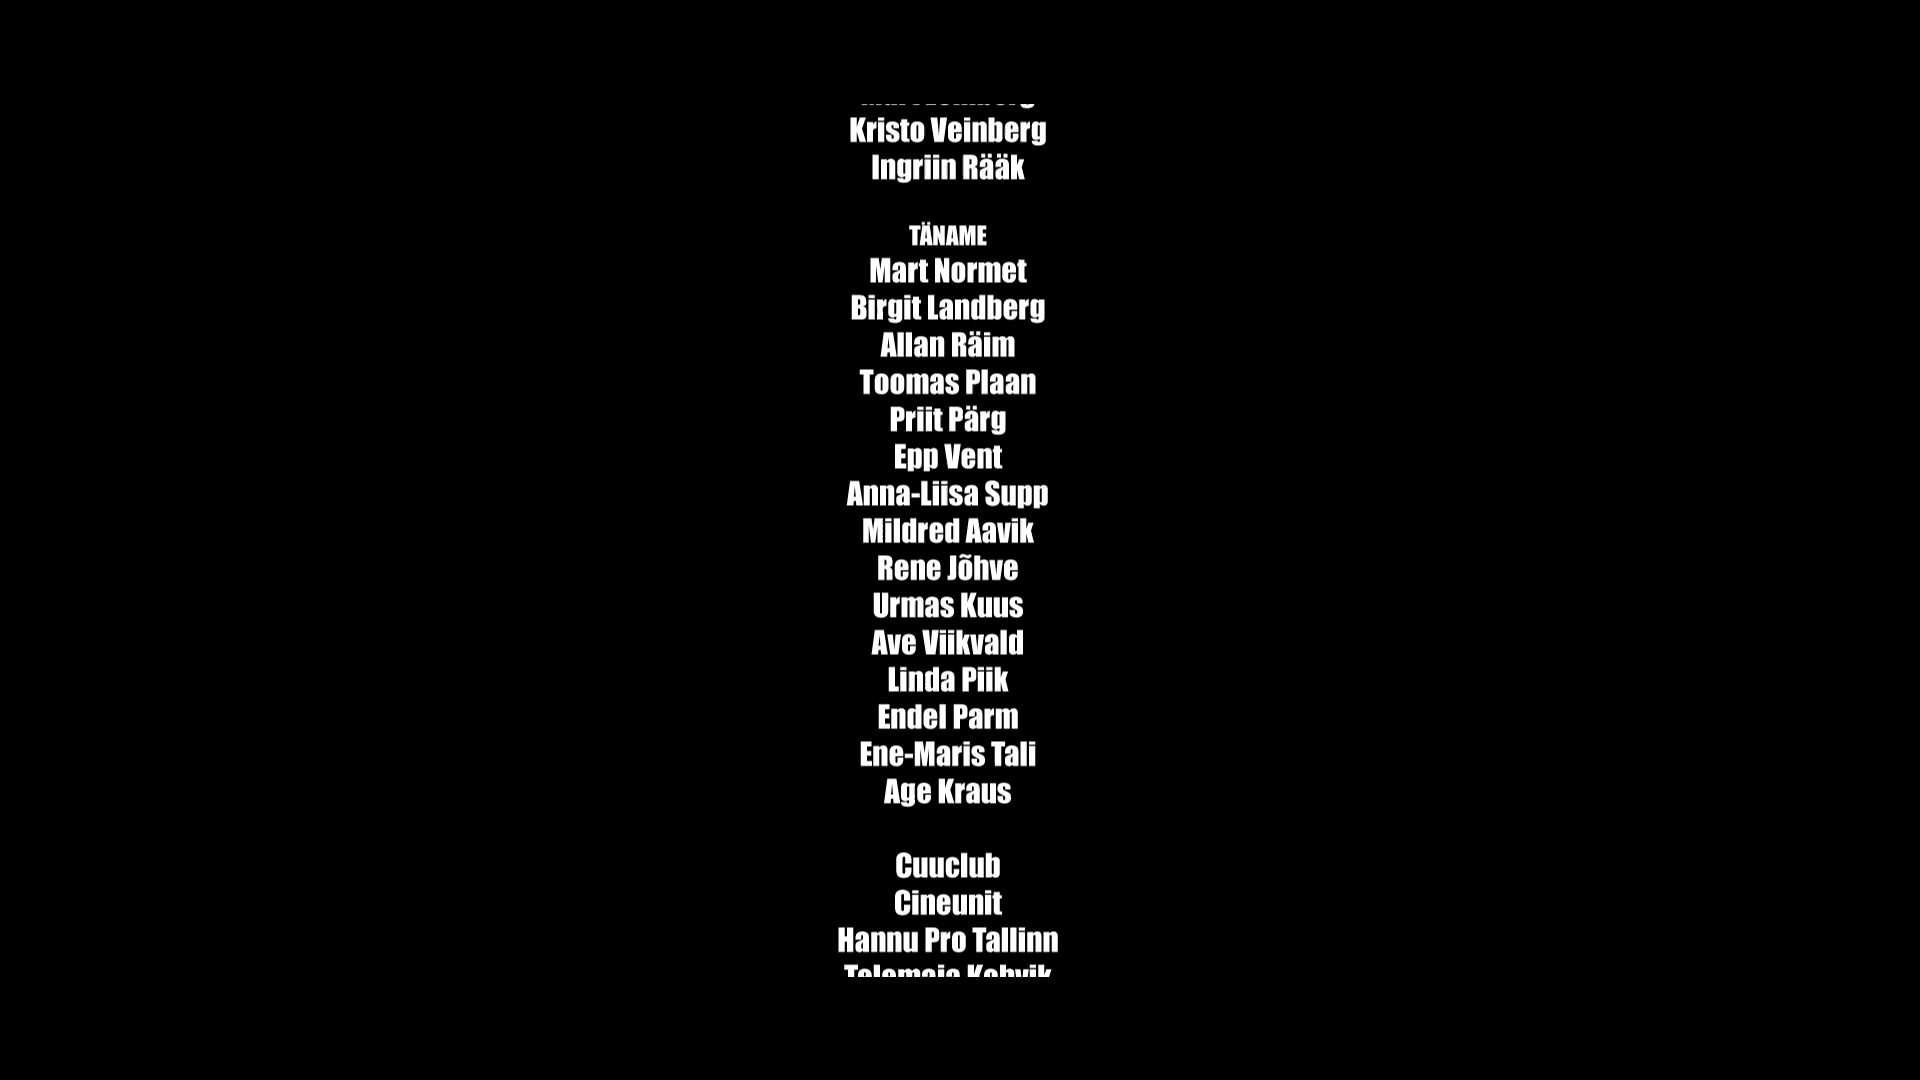 Kristo Veinberg
Ingriin Rääk
TÄNAME
Mart Normet
Birgit Landberg
Allan Räim
Toomas Plaan
Priit Pärg
Epp Vent
Anna-Liisa Supp
Mildred Aavik
Rene Jõhve
Urmas Kuus
Ave Viikvald
Linda Piik
Endel Parm
Ene-Maris Tali
Age Kraus
Cuuclub
Cineunit
Hannu Pro Tallinn
Telemaja Kohvik